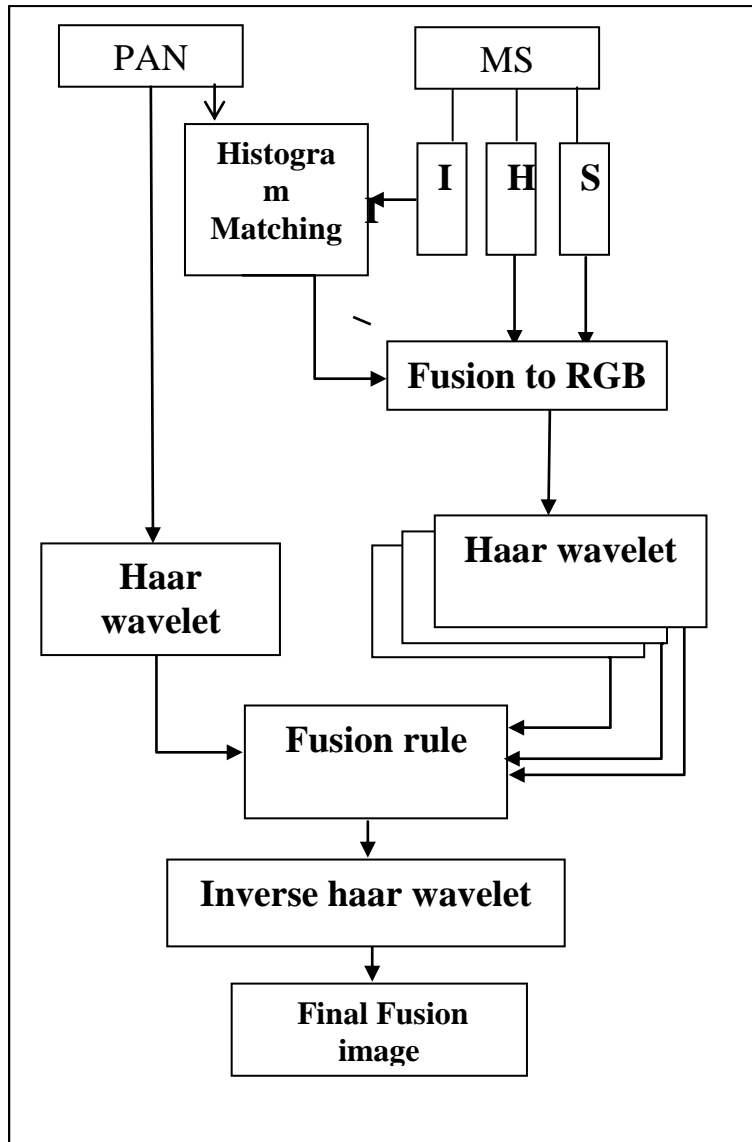 PAN
MS
Histogra
m
Matching
I
H
S
I
Fusion to RGB
Haar wavelet
Haar
wavelet
Fusion rule
Inverse haar wavelet
Final Fusion
image